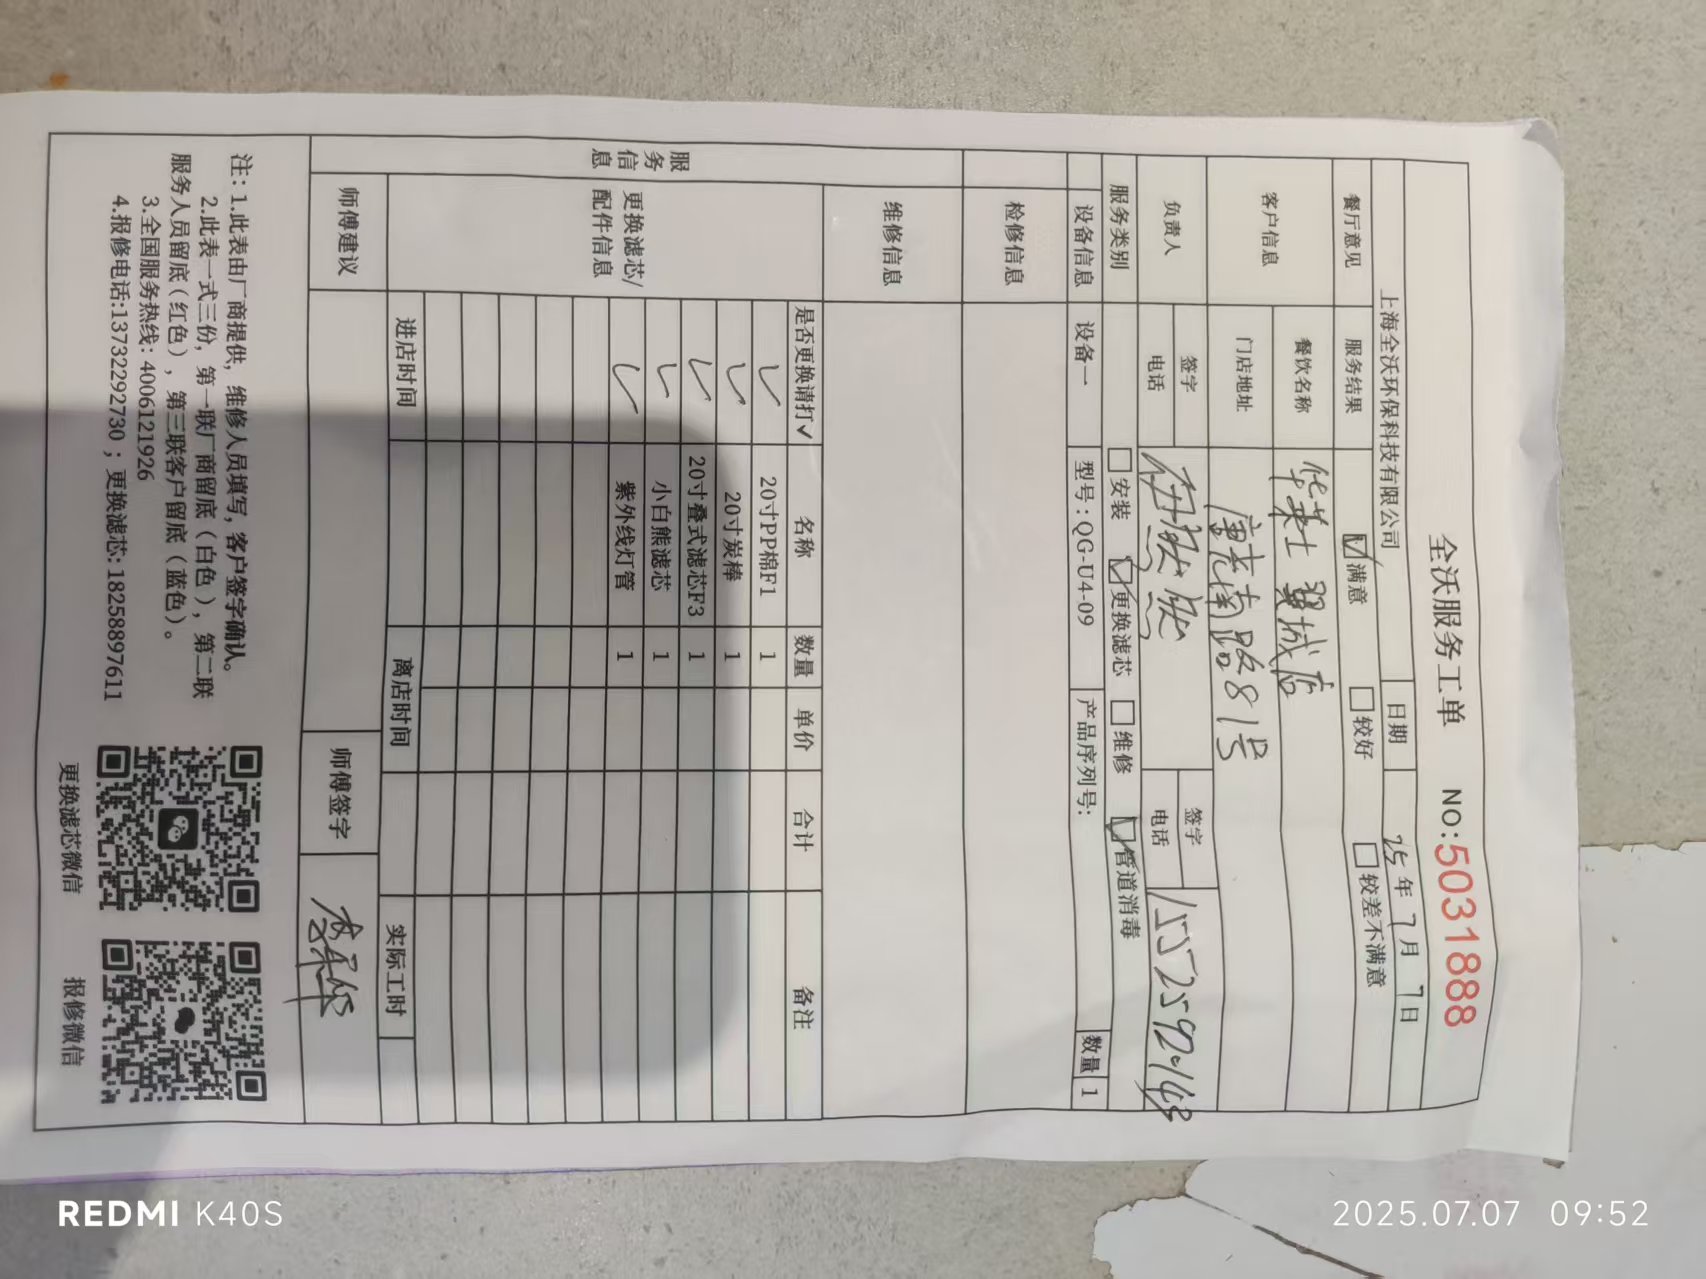 全沃服务工单 NO:5031888
上海全沃环保科技有限公司 日期 25年7月7日
餐厅意见 服务结果 ☑满意 □较好 □较差不满意
客户信息 餐饮名称 华莱士 翼城店
门店地址 唐尧南路81号
负责人 签字 签字
电话 电话 15525920148
服务类别 □安装 ☑更换滤芯 □维修 ☑管道消毒
设备信息 设备一 型号:QG-U4-09 产品序列号: 数量 1
检修信息
服务信息
维修信息
更换滤芯/配件信息
是否更换请打✓ 名称 数量 单价 合计 备注
✓ 20寸PP棉F1 1
✓ 20寸炭棒 1
✓ 20寸叠式滤芯F3 1
✓ 小白熊滤芯 1
✓ 紫外线灯管 1
进店时间 离店时间 实际工时
师傅建议 师傅签字
注: 1.此表由厂商提供, 维修人员填写, 客户签字确认。
2.此表一式三份, 第一联厂商留底(白色), 第二联
服务人员留底(红色), 第三联客户留底(蓝色)。
3.全国服务热线: 4006121926
4.报修电话:13732292730 ; 更换滤芯: 18258897611
更换滤芯微信 报修微信
REDMI K40S
2025.07.07 09:52